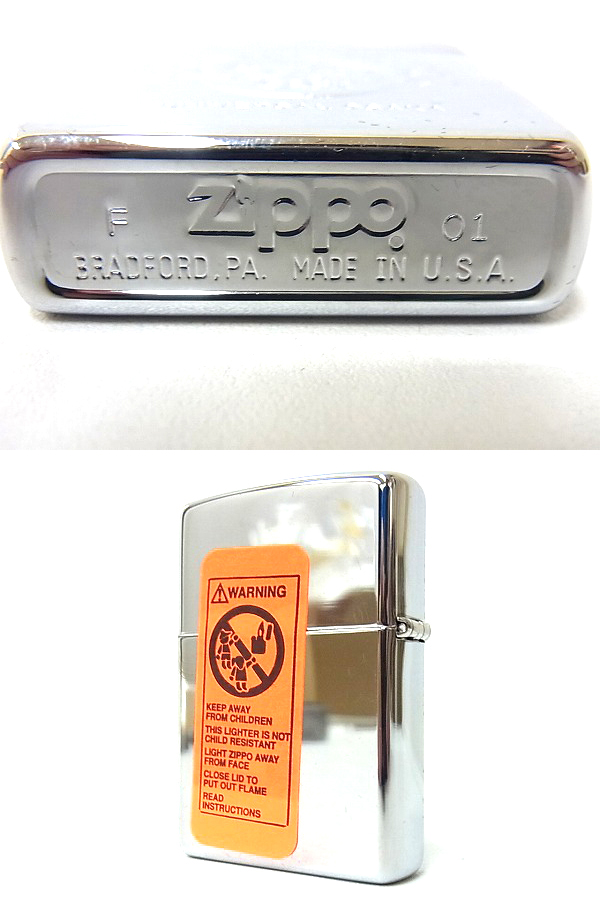 F Zippo 01
BRADFORD, PA. MADE IN U.S.A.
WARNING
KEEP AWAY
FROM CHILDREN
THIS LIGHTER IS NOT
CHILD RESISTANT
LIGHT ZIPPO AWAY
FROM FACE
CLOSE LID TO
PUT OUT FLAME
READ
INSTRUCTIONS